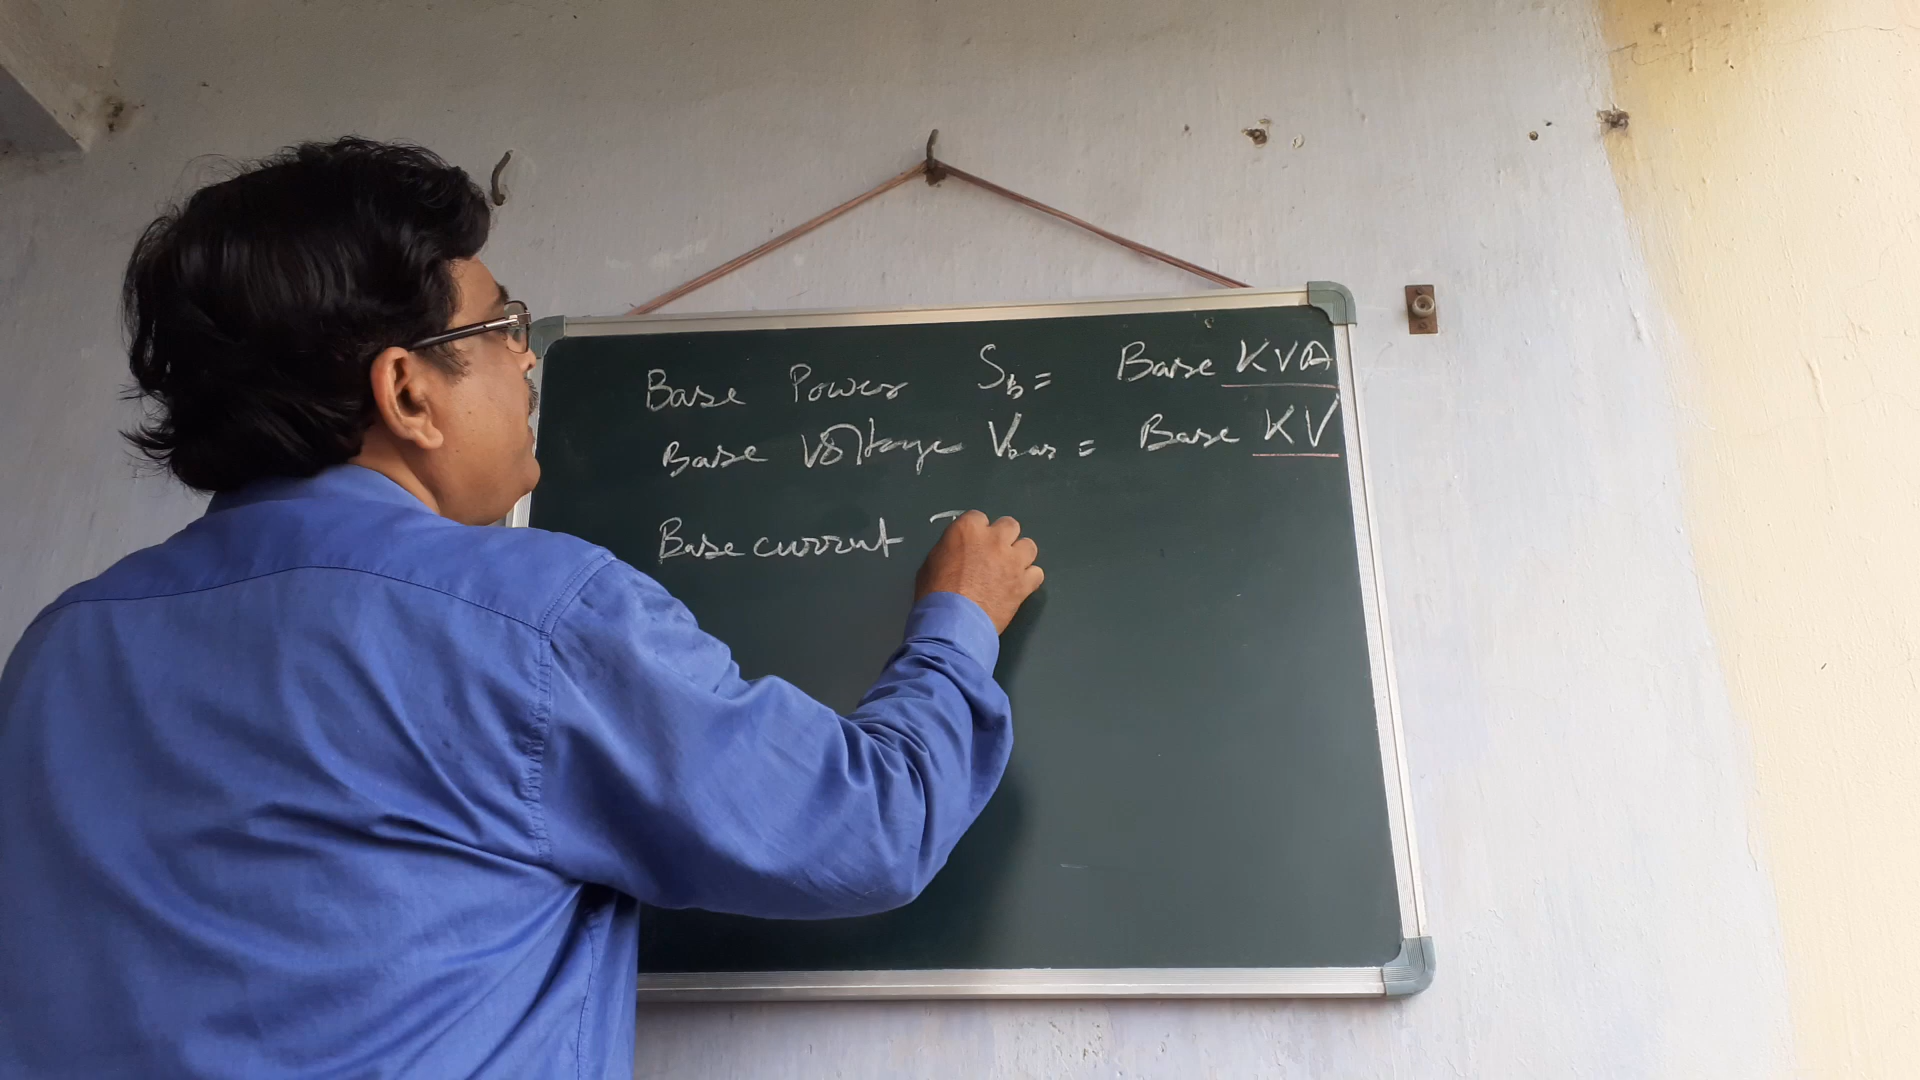 Base Power Sb = Base KVA
Base Voltage Vbas = Base KV
Base current I